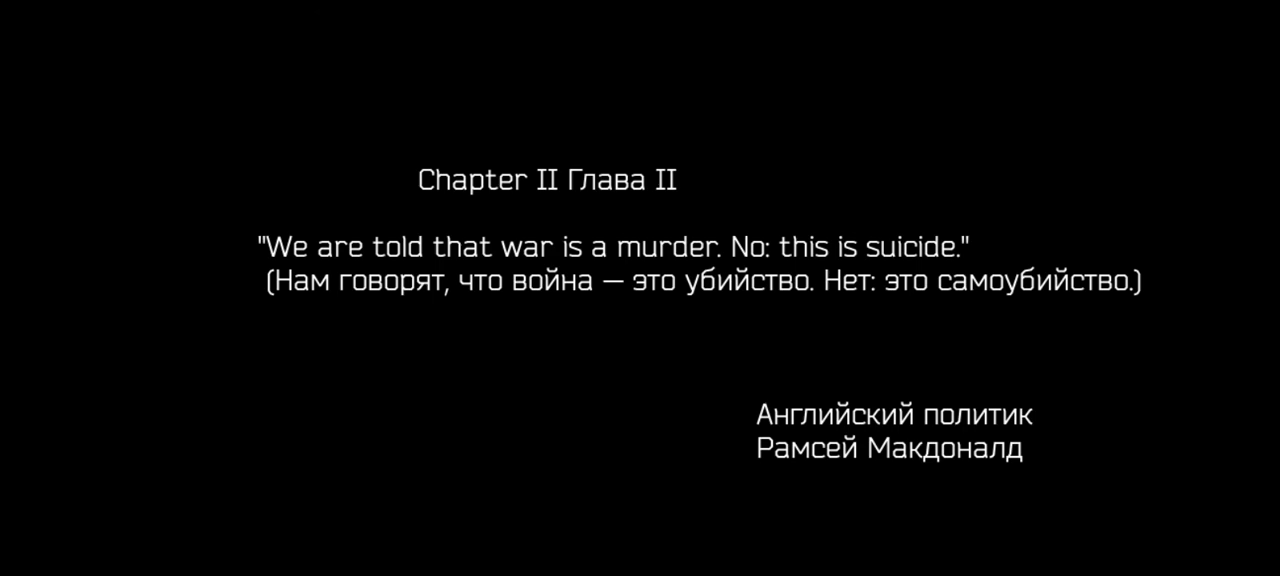 Chapter II Глава II
"We are told that war is a murder. No: this is suicide."
(Нам говорят, что война — это убийство. Нет: это самоубийство.)
Английский политик
Рамсей Макдоналд